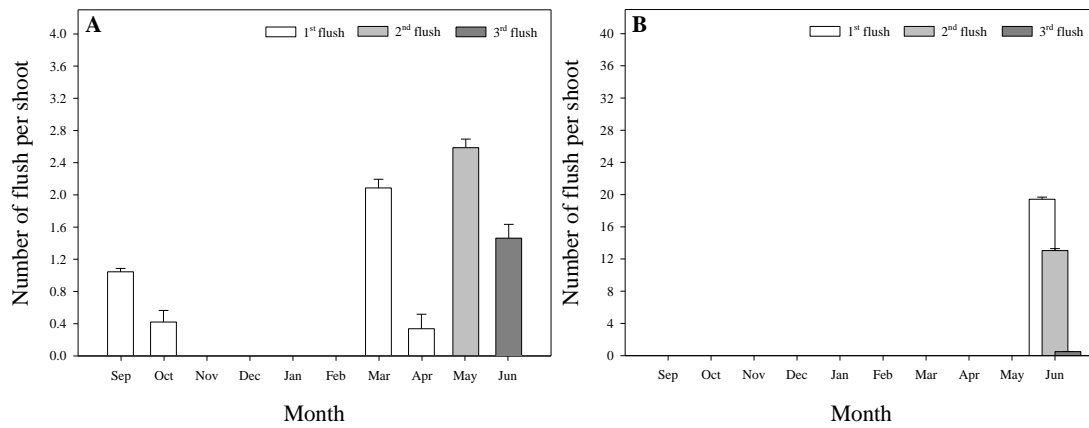 A
1st flush 2nd flush 3rd flush
Number of flush per shoot
4.0
3.6
3.2
2.8
2.4
2.0
1.6
1.2
0.8
0.4
0.0
Sep Oct Nov Dec Jan Feb Mar Apr May Jun
Month
B
1st flush 2nd flush 3rd flush
Number of flush per shoot
40
36
32
28
24
20
16
12
8
4
0
Sep Oct Nov Dec Jan Feb Mar Apr May Jun
Month